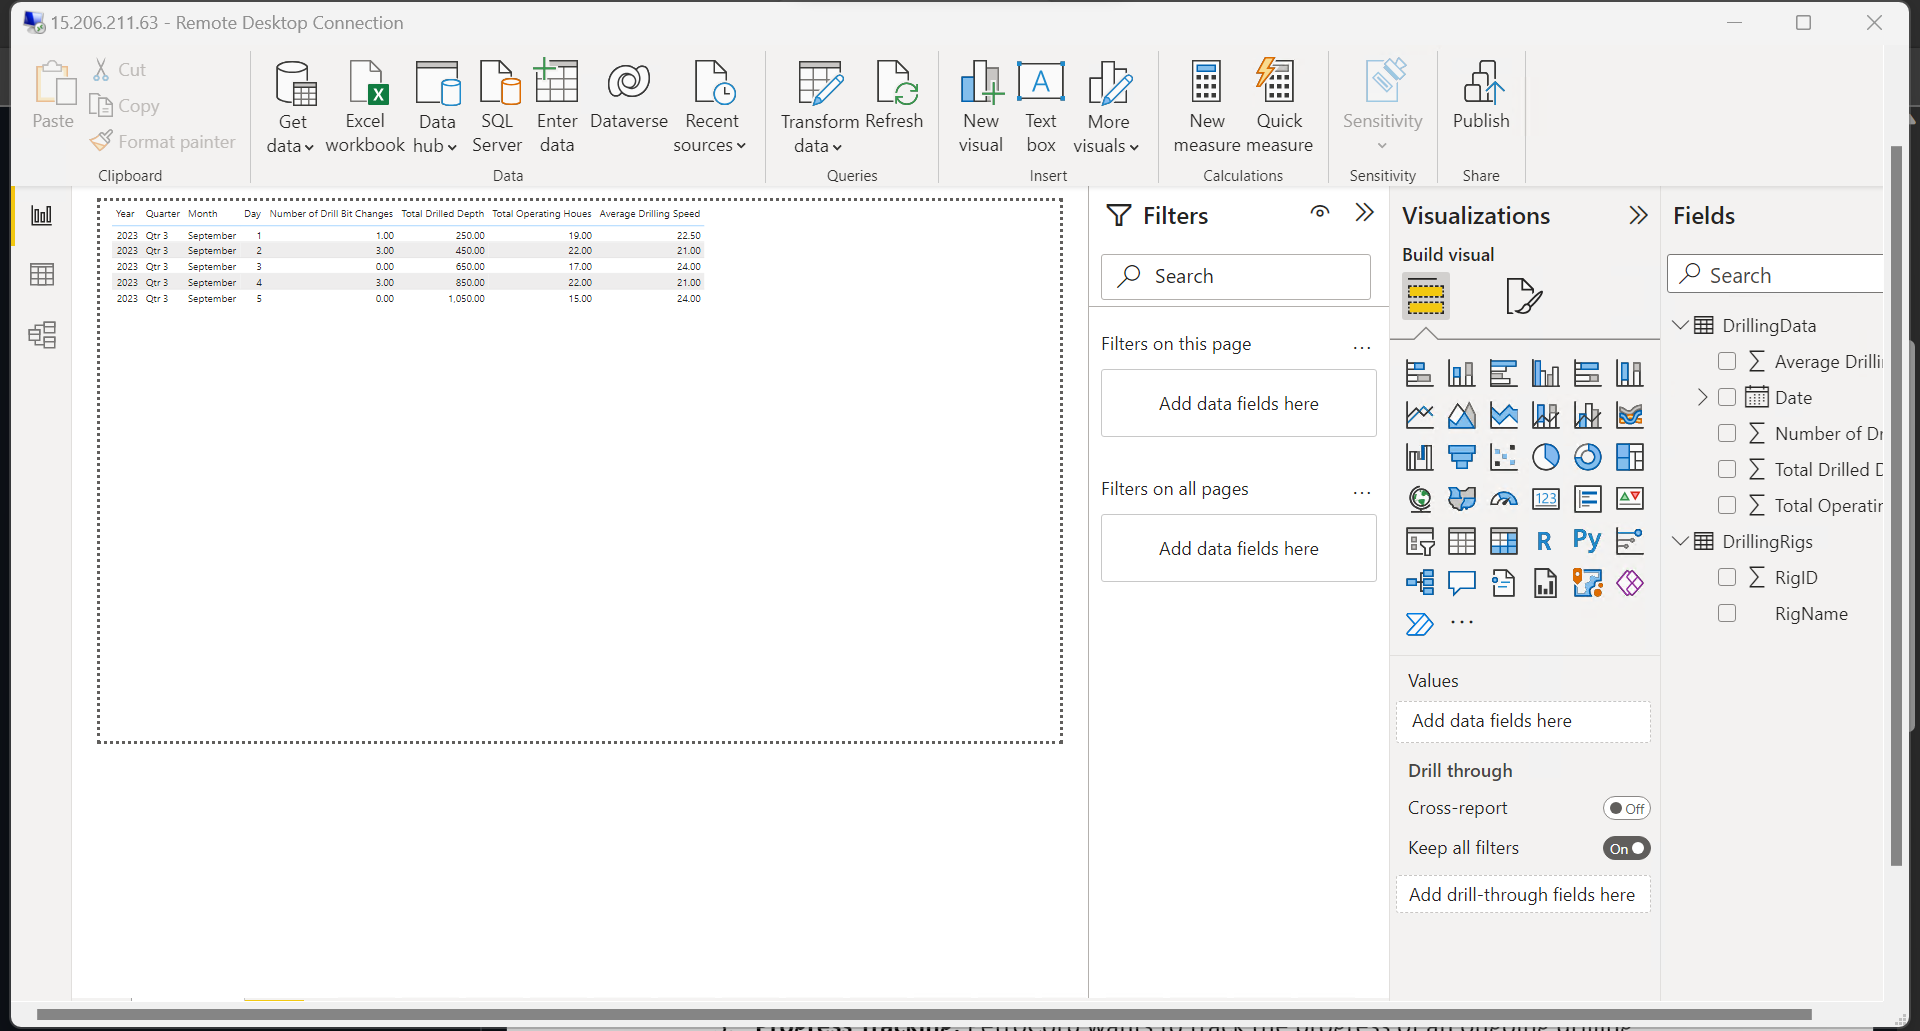 15.206.211.63 - Remote Desktop Connection
Paste
Cut
Copy
Format painter
Clipboard
Get data
Excel workbook
Data hub
SQL Server
Enter data
Dataverse
Recent sources
Data
Transform data
Refresh
Queries
New visual
A
Text box
More visuals
Insert
New measure
Quick measure
Calculations
Sensitivity
Sensitivity
Publish
Share
Year Quarter Month Day Number of Drill Bit Changes Total Drilled Depth Total Operating Houes Average Drilling Speed
2023 Qtr 3 September 1 1.00 250.00 19.00 22.50
2023 Qtr 3 September 2 3.00 450.00 22.00 21.00
2023 Qtr 3 September 3 0.00 650.00 17.00 24.00
2023 Qtr 3 September 4 3.00 850.00 22.00 21.00
2023 Qtr 3 September 5 0.00 1,050.00 15.00 24.00
Filters
Search
Filters on this page ...
Add data fields here
Filters on all pages ...
Add data fields here
Visualizations
Build visual
123
R Py
...
Values
Add data fields here
Drill through
Cross-report Off
Keep all filters On
Add drill-through fields here
Fields
Search
DrillingData
Average Drilli
Date
Number of Dr
Total Drilled D
Total Operatin
DrillingRigs
RigID
RigName